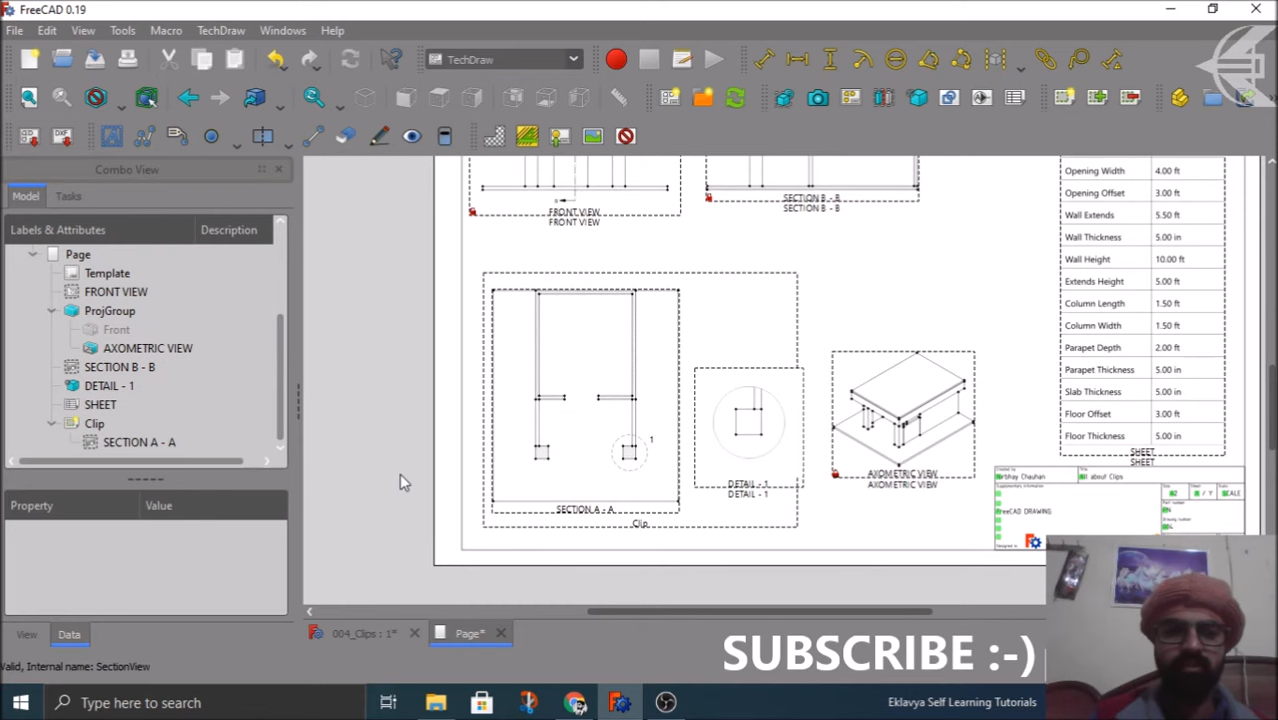 FreeCAD 0.19
File Edit View Tools Macro TechDraw Windows Help
TechDraw
Combo View
Model Tasks
Labels & Attributes Description
Page
Template
FRONT VIEW
ProjGroup
Front
AXOMETRIC VIEW
SECTION B - B
DETAIL - 1
SHEET
Clip
SECTION A - A
Property Value
View Data
Valid, Internal name: SectionView
FRONT VIEW
FRONT VIEW
SECTION B - B
SECTION B - B
1
SECTION A - A
Clip
DETAIL - 1
DETAIL - 1
AXOMETRIC VIEW
AXOMETRIC VIEW
Opening Width 4.00 ft
Opening Offset 3.00 ft
Wall Extends 5.50 ft
Wall Thickness 5.00 in
Wall Height 10.00 ft
Extends Height 5.00 in
Column Length 1.50 ft
Column Width 1.50 ft
Parapet Depth 2.00 ft
Parapet Thickness 5.00 in
Slab Thickness 5.00 in
Floor Offset 3.00 ft
Floor Thickness 5.00 in
SHEET
SHEET
All about Clips
FreeCAD DRAWING
SCALE
004_Clips : 1*
Page*
SUBSCRIBE :-)
Type here to search
Eklavya Self Learning Tutorials